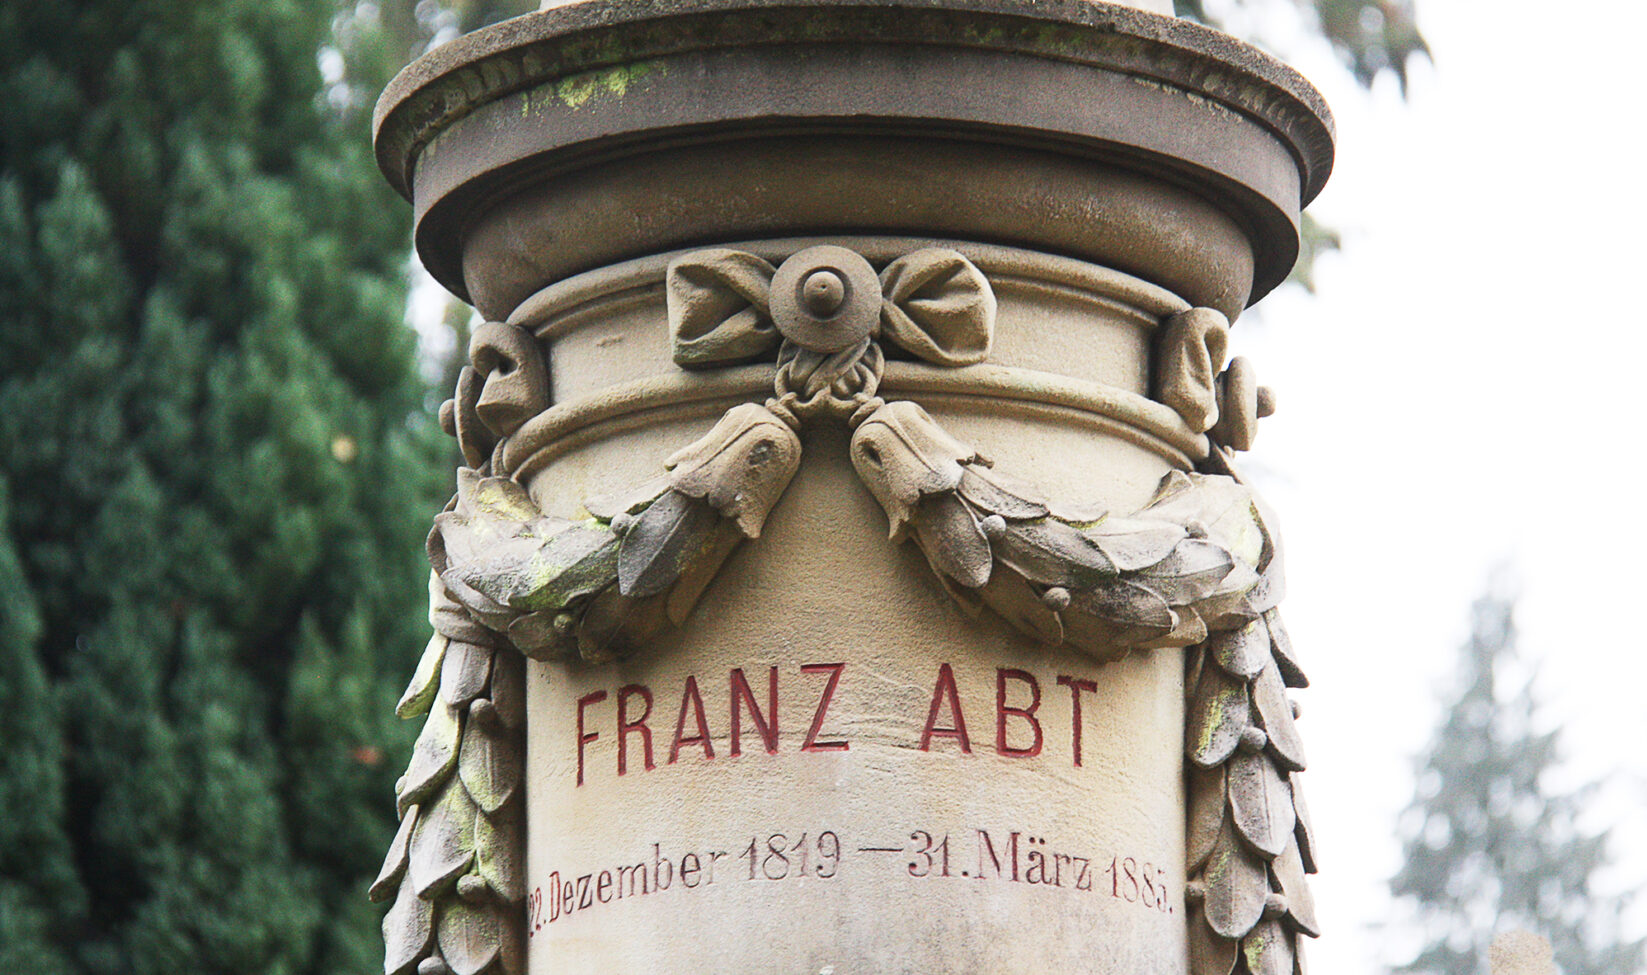 FRANZ ABT
22. Dezember 1819 — 31. März 1885.